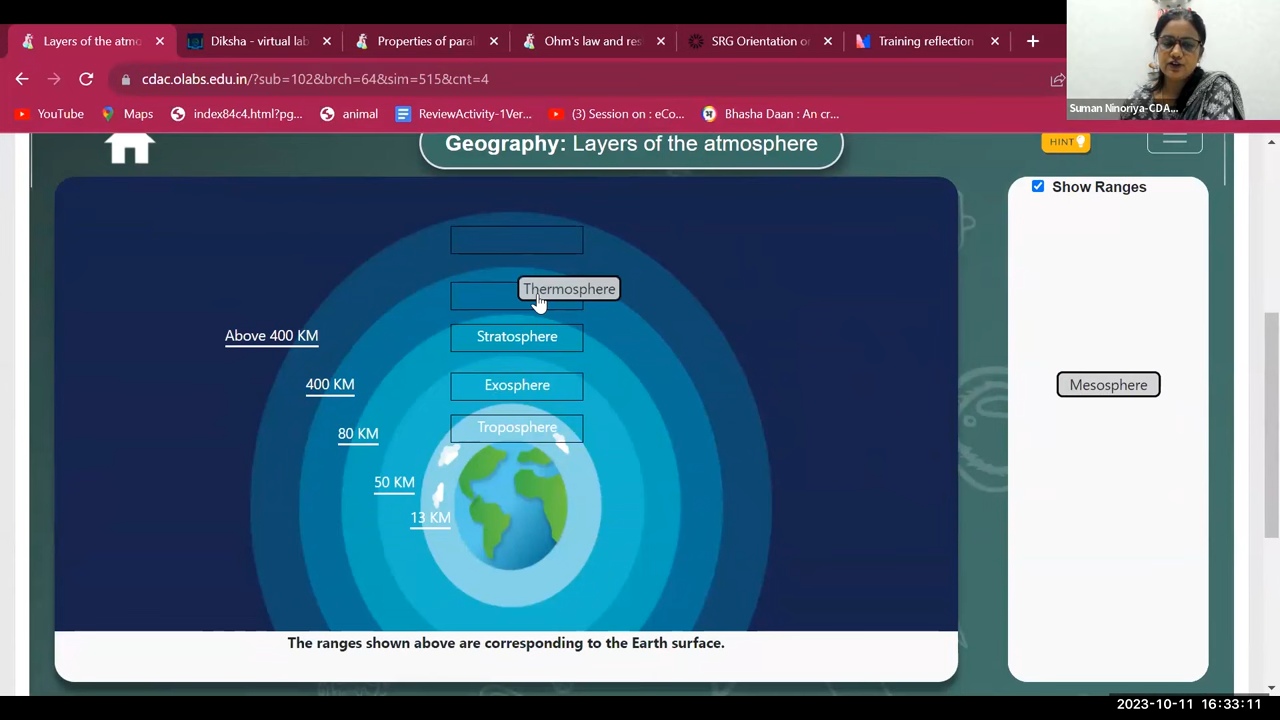 Layers of the atmo
Diksha - virtual lab
Properties of paral
Ohm's law and res
SRG Orientation or
Training reflection
cdac.olabs.edu.in/?sub=102&brch=64&sim=515&cnt=4
YouTube
Maps
index84c4.html?pg...
animal
ReviewActivity-1Ver...
(3) Session on : eCo...
Bhasha Daan : An cr...
Suman Ninoriya-CDA...
Geography: Layers of the atmosphere
HINT
Show Ranges
Thermosphere
Above 400 KM
Stratosphere
400 KM
Exosphere
Mesosphere
80 KM
Troposphere
50 KM
13 KM
The ranges shown above are corresponding to the Earth surface.
2023-10-11 16:33:11